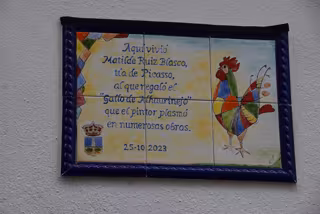 Aquí vivió
Matilde Ruiz Blasco,
tía de Picasso,
al que regaló el
"Gallo de Alhaurinejo"
que el pintor plasmó
en numerosas obras.
25-10-2023